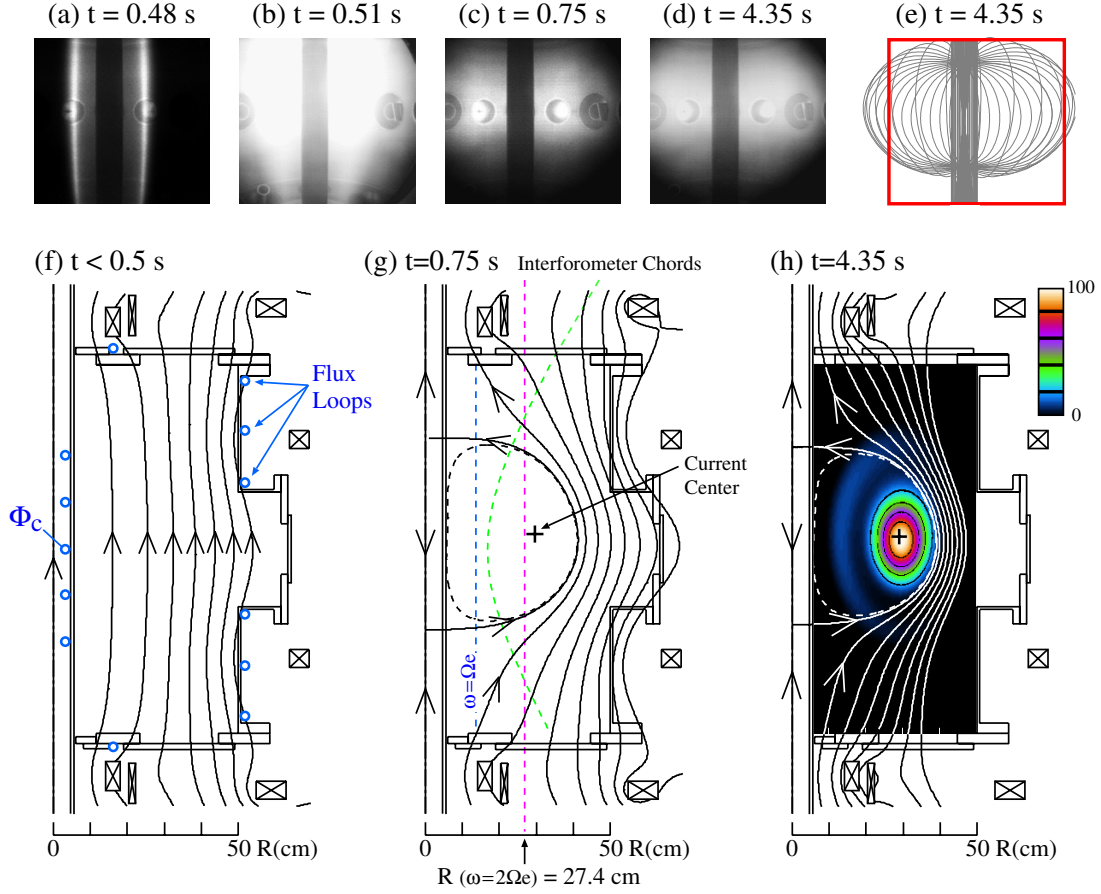 (a) t = 0.48 s
(b) t = 0.51 s
(c) t = 0.75 s
(d) t = 4.35 s
(e) t = 4.35 s
(f) t < 0.5 s
(g) t=0.75 s
Interforometer Chords
(h) t=4.35 s
100
0
Flux
Loops
Φc
Current
Center
ω=Ωe
0
50 R(cm)
0
50 R(cm)
0
50 R(cm)
R (ω=2Ωe) = 27.4 cm